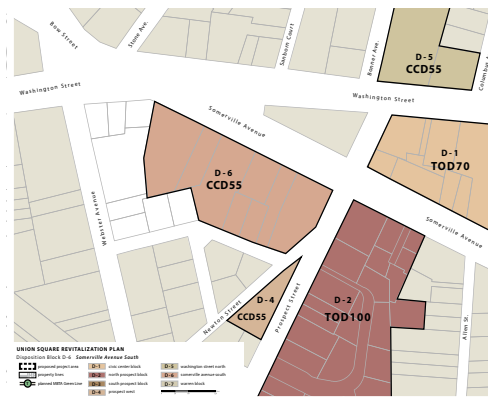 Bow Street
Stone Ave.
Sanborn Court
Bonner Ave.
D-5
CCD55
Columbus
Washington Street
Washington Street
Somerville Avenue
D-1
TOD70
D-6
CCD55
Webster Avenue
Somerville Avenue
D-4
CCD55
Newton Street
Prospect Street
D-2
TOD100
Allen St.
UNION SQUARE REVITALIZATION PLAN
Disposition Block D-6 Somerville Avenue South
proposed project area
property lines
planned MBTA Green Line
D-1 civic center block
D-2 north prospect block
D-3 south prospect block
D-4 prospect west
D-5 washington street north
D-6 somerville avenue south
D-7 warren block